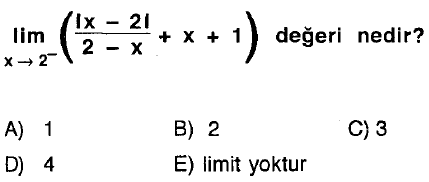 lim x → 2⁻ ( |x − 2| / 2 − x + x + 1 ) değeri nedir?
A) 1 B) 2 C) 3
D) 4 E) limit yoktur